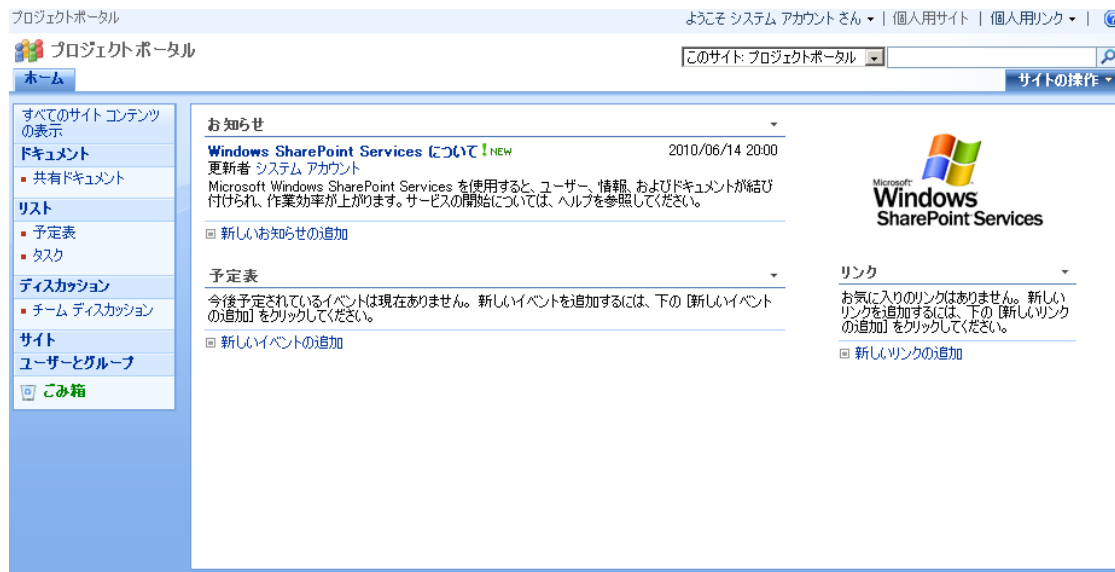 プロジェクトポータル
ようこそ システム アカウント さん
個人用サイト
個人用リンク
プロジェクトポータル
このサイト: プロジェクトポータル
ホーム
サイトの操作
すべてのサイト コンテンツ
の表示
ドキュメント
共有ドキュメント
リスト
予定表
タスク
ディスカッション
チーム ディスカッション
サイト
ユーザーとグループ
ごみ箱
お知らせ
Windows SharePoint Services について ! NEW
2010/06/14 20:00
更新者 システム アカウント
Microsoft Windows SharePoint Services を使用すると、ユーザー、情報、およびドキュメントが結び
付けられ、作業効率が上がります。サービスの開始については、ヘルプを参照してください。
新しいお知らせの追加
予定表
今後予定されているイベントは現在ありません。新しいイベントを追加するには、下の [新しいイベント
の追加] をクリックしてください。
新しいイベントの追加
Microsoft
Windows
SharePoint Services
リンク
お気に入りのリンクはありません。新しい
リンクを追加するには、下の [新しいリンク
の追加] をクリックしてください。
新しいリンクの追加